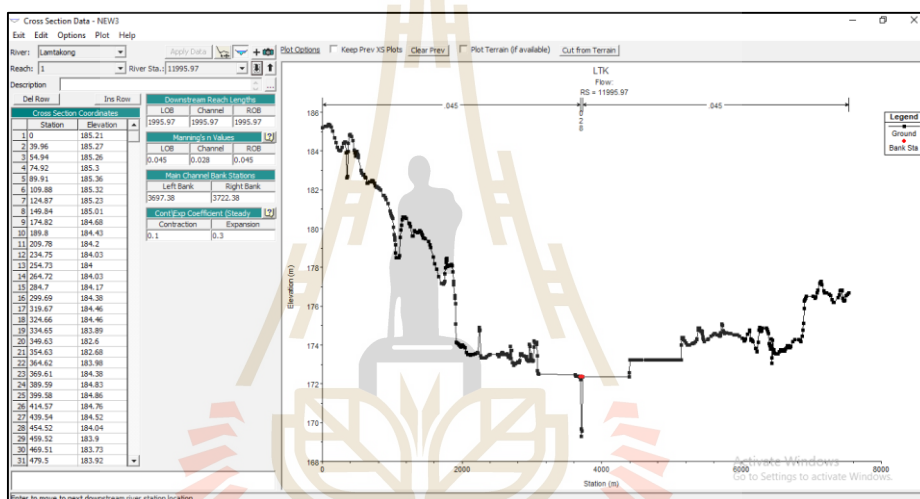 Cross Section Data - NEW3
Exit Edit Options Plot Help
River: Lamtakong Apply Data
Plot Options Keep Prev XS Plots Clear Prev Plot Terrain (if available) Cut from Terrain
Reach: 1 River Sta.: 11995.97
Description
Del Row Ins Row
Cross Section Coordinates
Station Elevation
1 0 185.21
2 39.96 185.27
3 54.94 185.26
4 74.92 185.3
5 89.91 185.36
6 109.88 185.32
7 124.87 185.23
8 149.84 185.01
9 174.82 184.68
10 189.8 184.43
11 209.78 184.2
12 234.75 184.03
13 254.73 184
14 264.72 184.03
15 284.7 184.17
16 299.69 184.38
17 319.67 184.46
18 324.66 184.46
19 334.65 183.89
20 349.63 182.6
21 354.63 182.68
22 364.62 183.98
23 369.61 184.38
24 389.59 184.83
25 399.58 184.86
26 414.57 184.76
27 439.54 184.52
28 454.52 184.04
29 459.52 183.9
30 469.51 183.73
31 479.5 183.92
Downstream Reach Lengths
LOB Channel ROB
1995.97 1995.97 1995.97
Manning's n Values
LOB Channel ROB
0.045 0.028 0.045
Main Channel Bank Stations
Left Bank Right Bank
3697.38 3722.38
Cont\Exp Coefficient (Steady
Contraction Expansion
0.1 0.3
LTK
Flow:
RS = 11995.97
.045
.028
.045
Legend
Ground
Bank Sta
Elevation (m)
186
184
182
180
178
176
174
172
170
168
0 2000 4000 6000 8000
Station (m)
Activate Windows
Go to Settings to activate Windows.
Enter to move to next downstream river station location